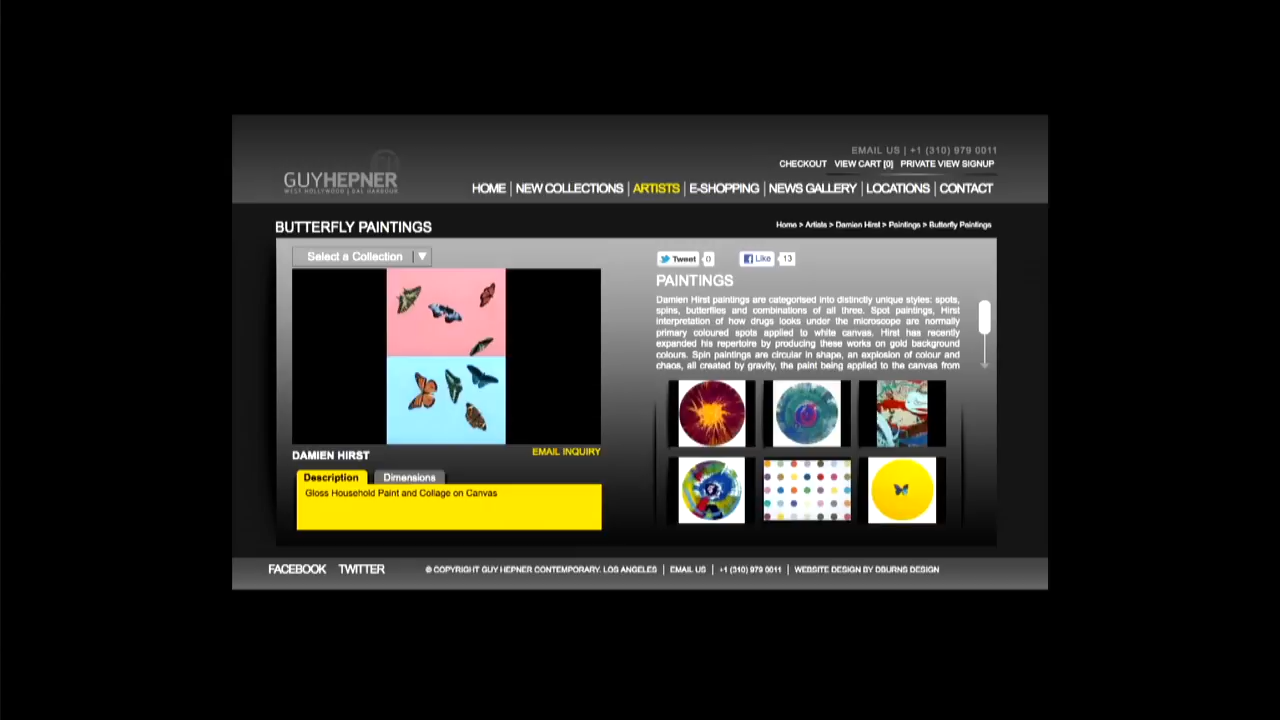 EMAIL US | +1 (310) 979 0011
CHECKOUT VIEW CART [0] PRIVATE VIEW SIGNUP
GUYHEPNER
WEST HOLLYWOOD | BAL HARBOUR
HOME | NEW COLLECTIONS | ARTISTS | E-SHOPPING | NEWS GALLERY | LOCATIONS | CONTACT
BUTTERFLY PAINTINGS
Home > Artists > Damien Hirst > Paintings > Butterfly Paintings
Select a Collection
Tweet 0 Like 13
PAINTINGS
Damien Hirst paintings are categorised into distinctly unique styles: spots,
spins, butterflies and combinations of all three. Spot paintings, Hirst
interpretation of how drugs looks under the microscope are normally
primary coloured spots applied to white canvas. Hirst has recently
expanded his repertoire by producing these works on gold background
colours. Spin paintings are circular in shape, an explosion of colour and
chaos, all created by gravity, the paint being applied to the canvas from
DAMIEN HIRST
EMAIL INQUIRY
Description Dimensions
Gloss Household Paint and Collage on Canvas
FACEBOOK TWITTER
© COPYRIGHT GUY HEPNER CONTEMPORARY. LOS ANGELES | EMAIL US | +1 (310) 979 0011 | WEBSITE DESIGN BY DBURNS DESIGN